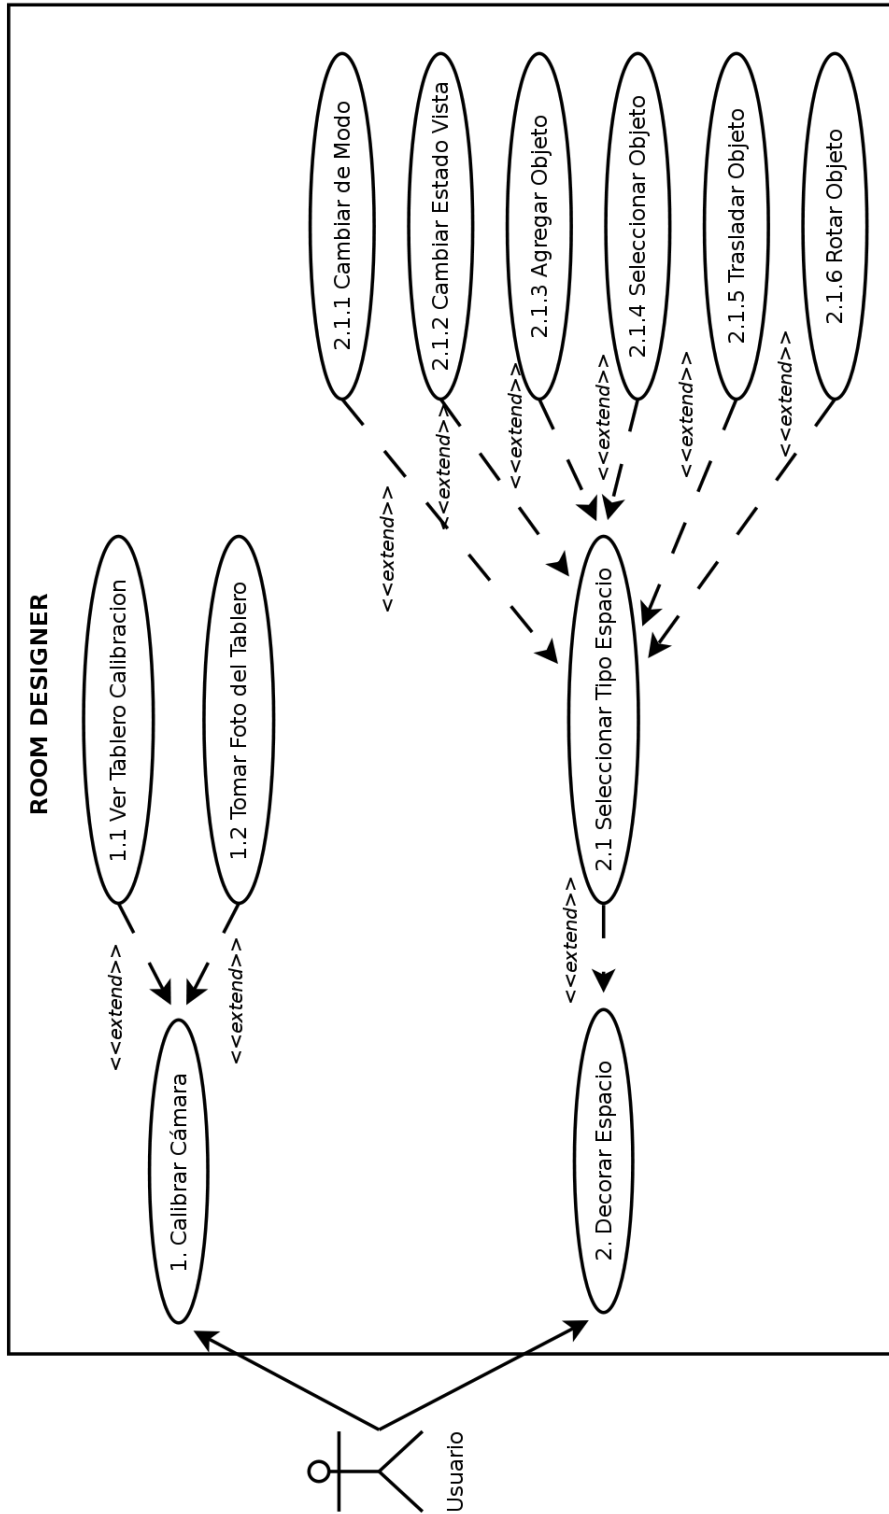 ROOM DESIGNER
Usuario
1. Calibrar Cámara
<<extend>>
<<extend>>
1.1 Ver Tablero Calibracion
1.2 Tomar Foto del Tablero
2. Decorar Espacio
<<extend>>
2.1 Seleccionar Tipo Espacio
<<extend>>
<<extend>>
<<extend>>
<<extend>>
<<extend>>
<<extend>>
2.1.1 Cambiar de Modo
2.1.2 Cambiar Estado Vista
2.1.3 Agregar Objeto
2.1.4 Seleccionar Objeto
2.1.5 Trasladar Objeto
2.1.6 Rotar Objeto